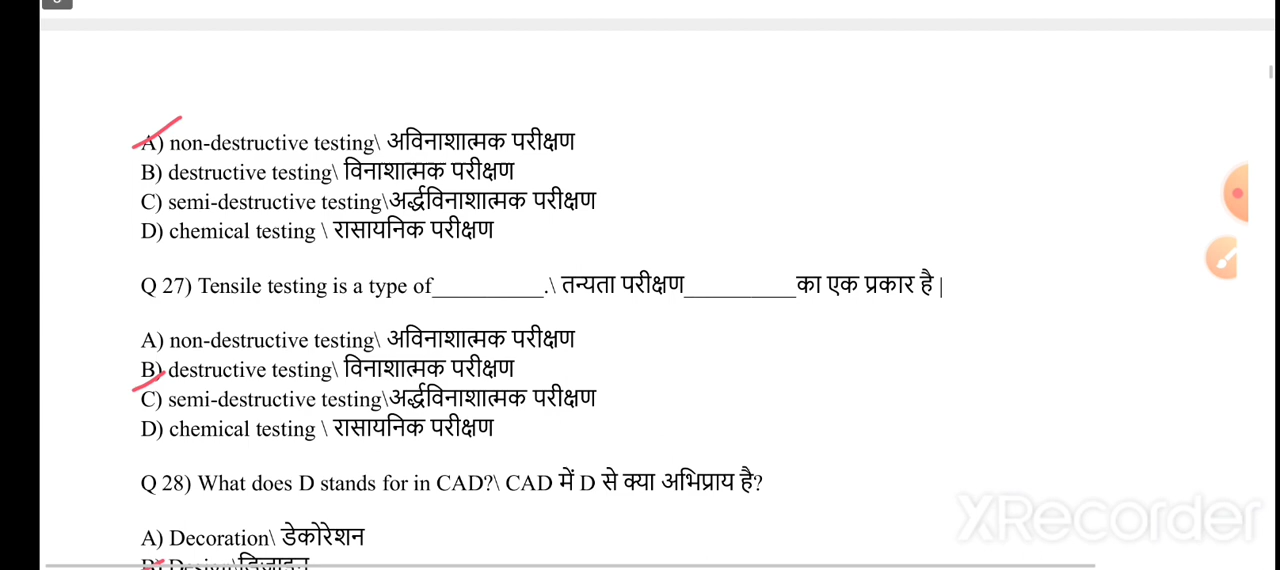 A) non-destructive testing\ अविनाशात्मक परीक्षण
B) destructive testing\ विनाशात्मक परीक्षण
C) semi-destructive testing\अर्द्धविनाशात्मक परीक्षण
D) chemical testing \ रासायनिक परीक्षण
Q 27) Tensile testing is a type of__________.\ तन्यता परीक्षण__________का एक प्रकार है |
A) non-destructive testing\ अविनाशात्मक परीक्षण
B) destructive testing\ विनाशात्मक परीक्षण
C) semi-destructive testing\अर्द्धविनाशात्मक परीक्षण
D) chemical testing \ रासायनिक परीक्षण
Q 28) What does D stands for in CAD?\ CAD में D से क्या अभिप्राय है?
A) Decoration\ डेकोरेशन
B) Design\डिजाइन
XRecorder